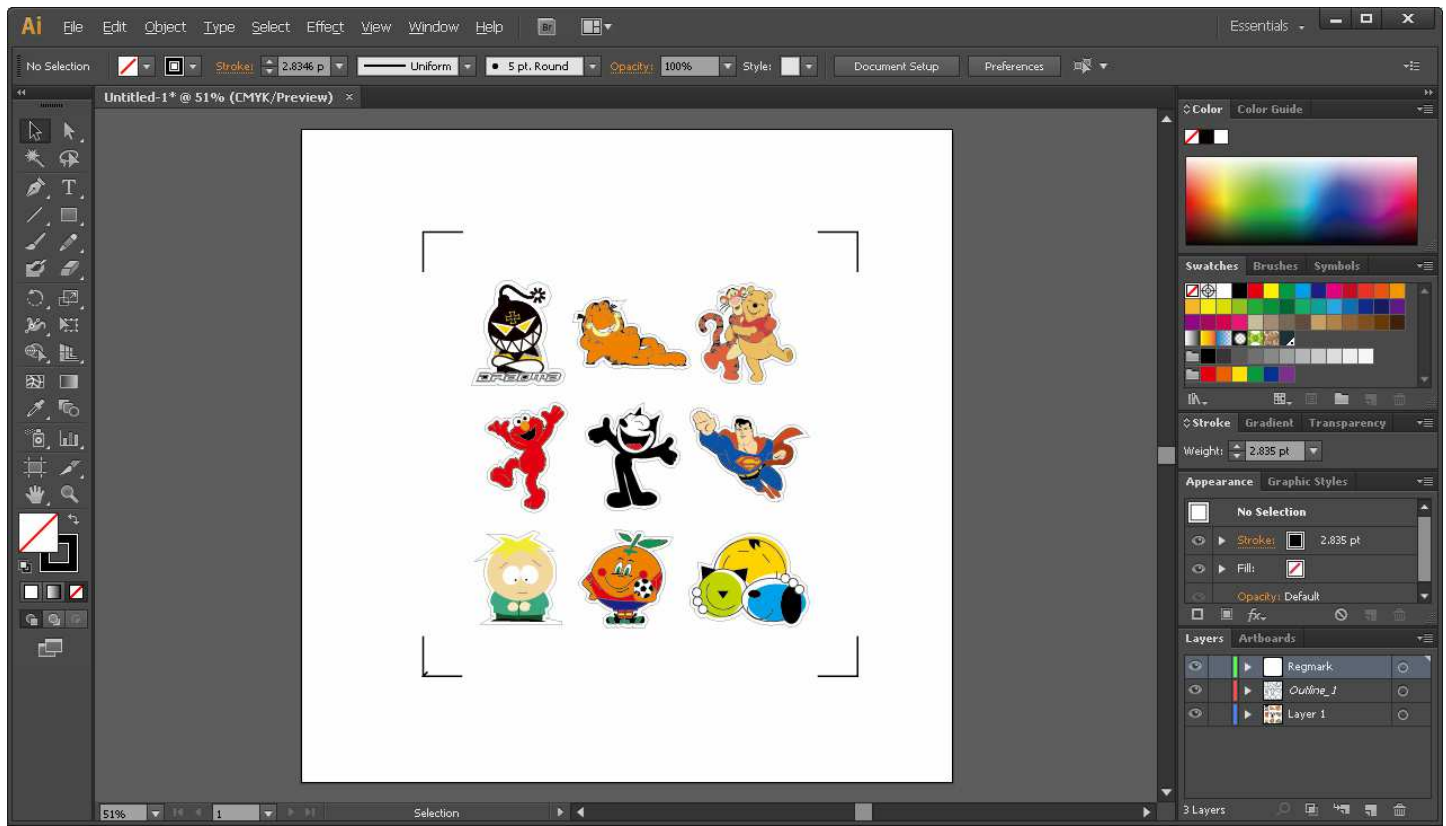 Ai File Edit Object Type Select Effect View Window Help Br Essentials
No Selection Stroke: 2.8346 p Uniform 5 pt. Round Opacity: 100% Style: Document Setup Preferences
Untitled-1* @ 51% (CMYK/Preview) ×
Color Color Guide
Swatches Brushes Symbols
Stroke Gradient Transparency
Weight: 2.835 pt
Appearance Graphic Styles
No Selection
Stroke: 2.835 pt
Fill:
Opacity: Default
fx
Layers Artboards
Regmark
Outline_1
Layer 1
3 Layers
51% 1 Selection